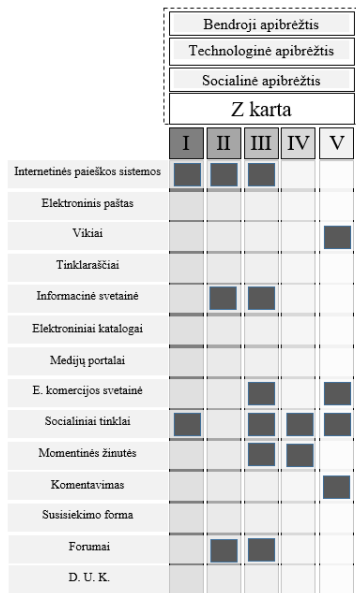 Bendroji apibrėžtis
Technologinė apibrėžtis
Socialinė apibrėžtis
Z karta
I II III IV V
Internetinės paieškos sistemos
Elektroninis paštas
Vikiai
Tinklaraščiai
Informacinė svetainė
Elektroniniai katalogai
Medijų portalai
E. komercijos svetainė
Socialiniai tinklai
Momentinės žinutės
Komentavimas
Susisiekimo forma
Forumai
D. U. K.